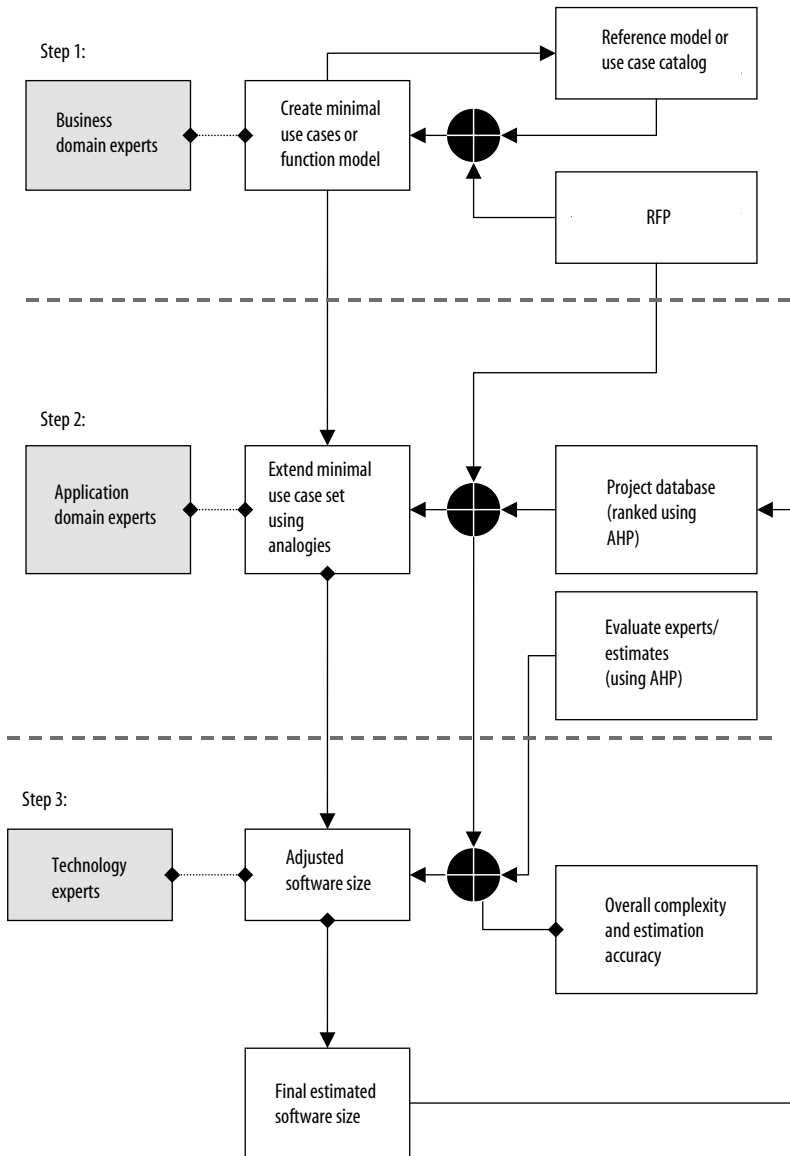 Step 1:
Reference model or
use case catalog
Business
domain experts
Create minimal
use cases or
function model
RFP
Step 2:
Application
domain experts
Extend minimal
use case set
using
analogies
Project database
(ranked using
AHP)
Evaluate experts/
estimates
(using AHP)
Step 3:
Technology
experts
Adjusted
software size
Overall complexity
and estimation
accuracy
Final estimated
software size